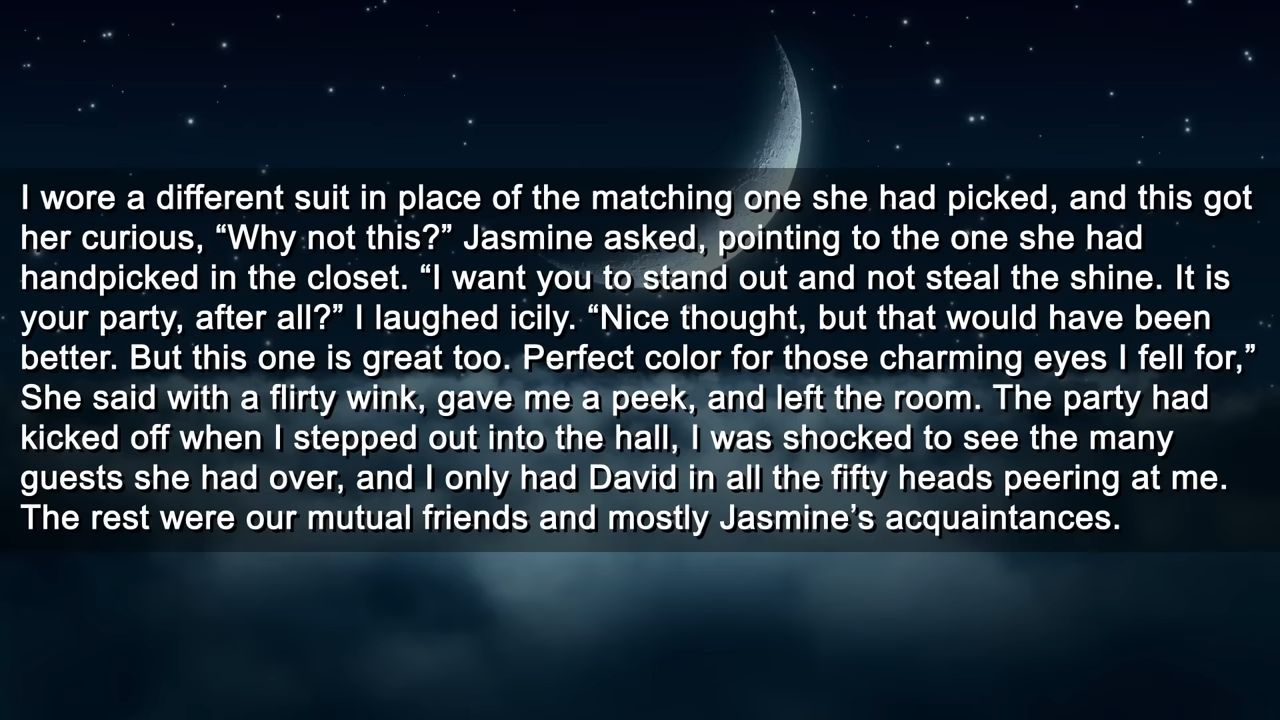 I wore a different suit in place of the matching one she had picked, and this got
her curious, “Why not this?” Jasmine asked, pointing to the one she had
handpicked in the closet. “I want you to stand out and not steal the shine. It is
your party, after all?” I laughed icily. “Nice thought, but that would have been
better. But this one is great too. Perfect color for those charming eyes I fell for,”
She said with a flirty wink, gave me a peek, and left the room. The party had
kicked off when I stepped out into the hall, I was shocked to see the many
guests she had over, and I only had David in all the fifty heads peering at me.
The rest were our mutual friends and mostly Jasmine’s acquaintances.